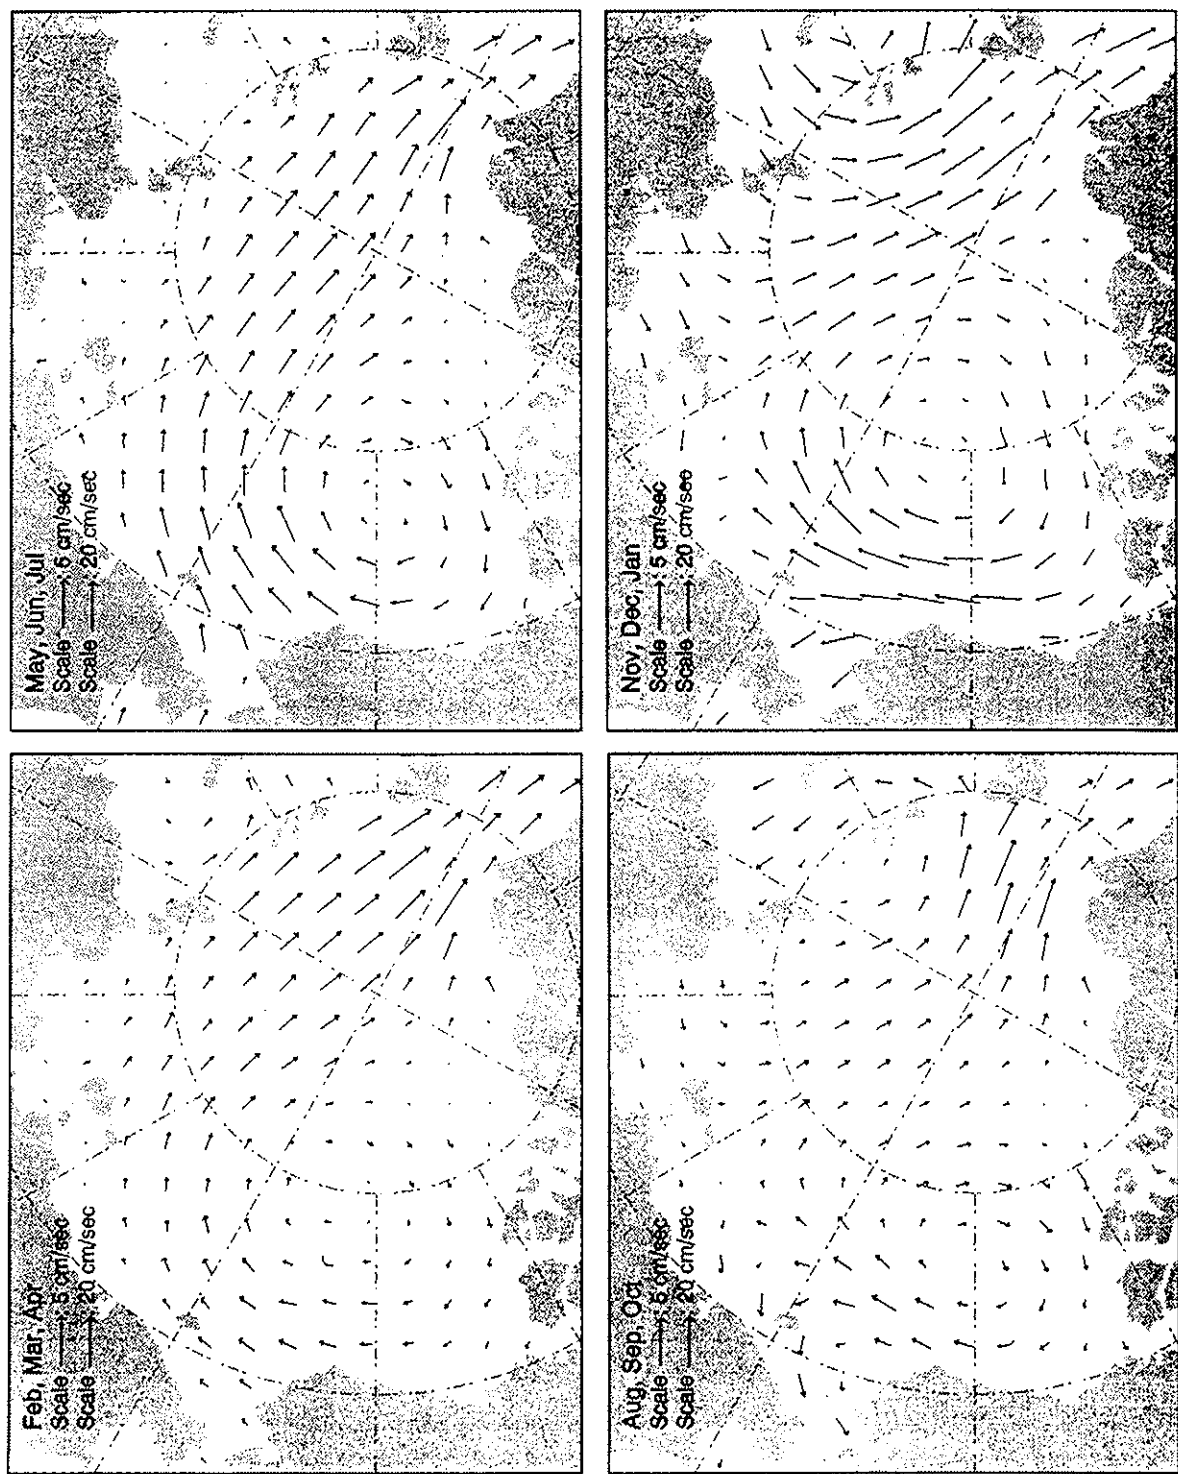 Feb, Mar, Apr
Scale ⟶: 5 cm/sec
Scale ⟶: 20 cm/sec
May, Jun, Jul
Scale ⟶: 5 cm/sec
Scale ⟶: 20 cm/sec
Aug, Sep, Oct
Scale ⟶: 5 cm/sec
Scale ⟶: 20 cm/sec
Nov, Dec, Jan
Scale ⟶: 5 cm/sec
Scale ⟶: 20 cm/sec